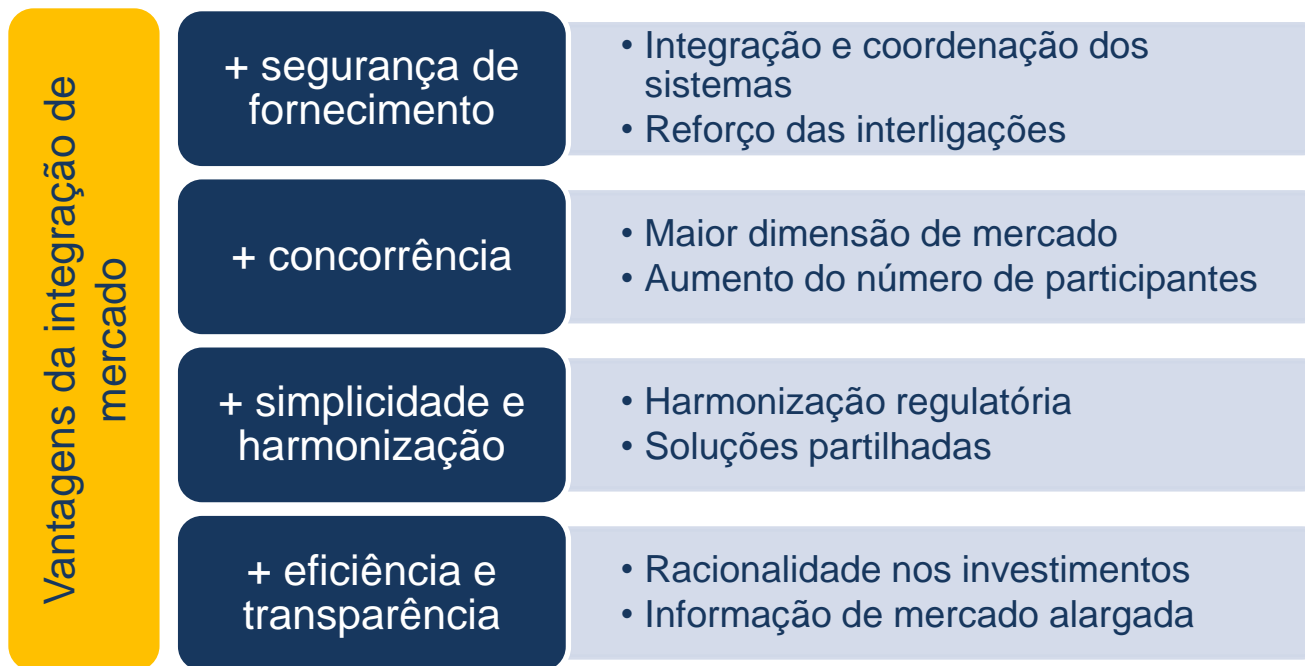 Vantagens da integração de
mercado
+ segurança de
fornecimento
• Integração e coordenação dos
sistemas
• Reforço das interligações
+ concorrência
• Maior dimensão de mercado
• Aumento do número de participantes
+ simplicidade e
harmonização
• Harmonização regulatória
• Soluções partilhadas
+ eficiência e
transparência
• Racionalidade nos investimentos
• Informação de mercado alargada